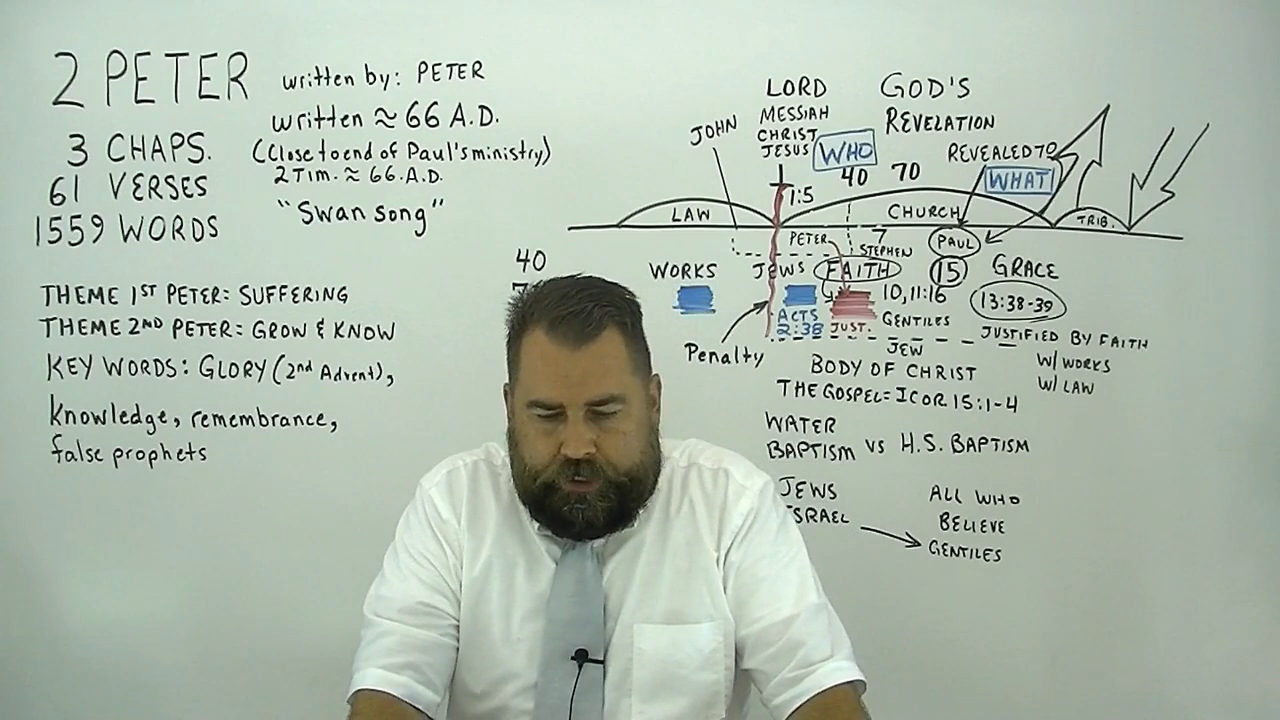 2 PETER
written by: PETER
written ≈ 66 A.D.
(Close to end of Paul's ministry)
2 Tim. ≈ 66 A.D.
"Swan song"
3 CHAPS.
61 VERSES
1559 WORDS
THEME 1ST PETER: SUFFERING
THEME 2ND PETER: GROW & KNOW
KEY WORDS: GLORY (2nd Advent),
Knowledge, remembrance,
false prophets
40
LORD
MESSIAH
CHRIST
JESUS
WHO
GOD'S
REVELATION
JOHN
REVEALED TO
WHAT
40
70
1:5
LAW
CHURCH
TRIB.
PETER
7
STEPHEN
PAUL
WORKS
JEWS
FAITH
15
GRACE
ACTS
2:38
JUST.
10, 11:16
GENTILES
13:38-39
JUSTIFIED BY FAITH
W/ WORKS
W/ LAW
Penalty
JEW
BODY OF CHRIST
THE GOSPEL = I COR. 15:1-4
WATER
BAPTISM VS H.S. BAPTISM
JEWS
ISRAEL
ALL WHO
BELIEVE
GENTILES